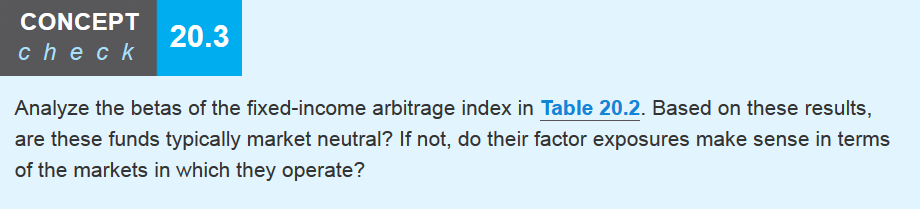 CONCEPT
check
20.3
Analyze the betas of the fixed-income arbitrage index in Table 20.2. Based on these results,
are these funds typically market neutral? If not, do their factor exposures make sense in terms
of the markets in which they operate?